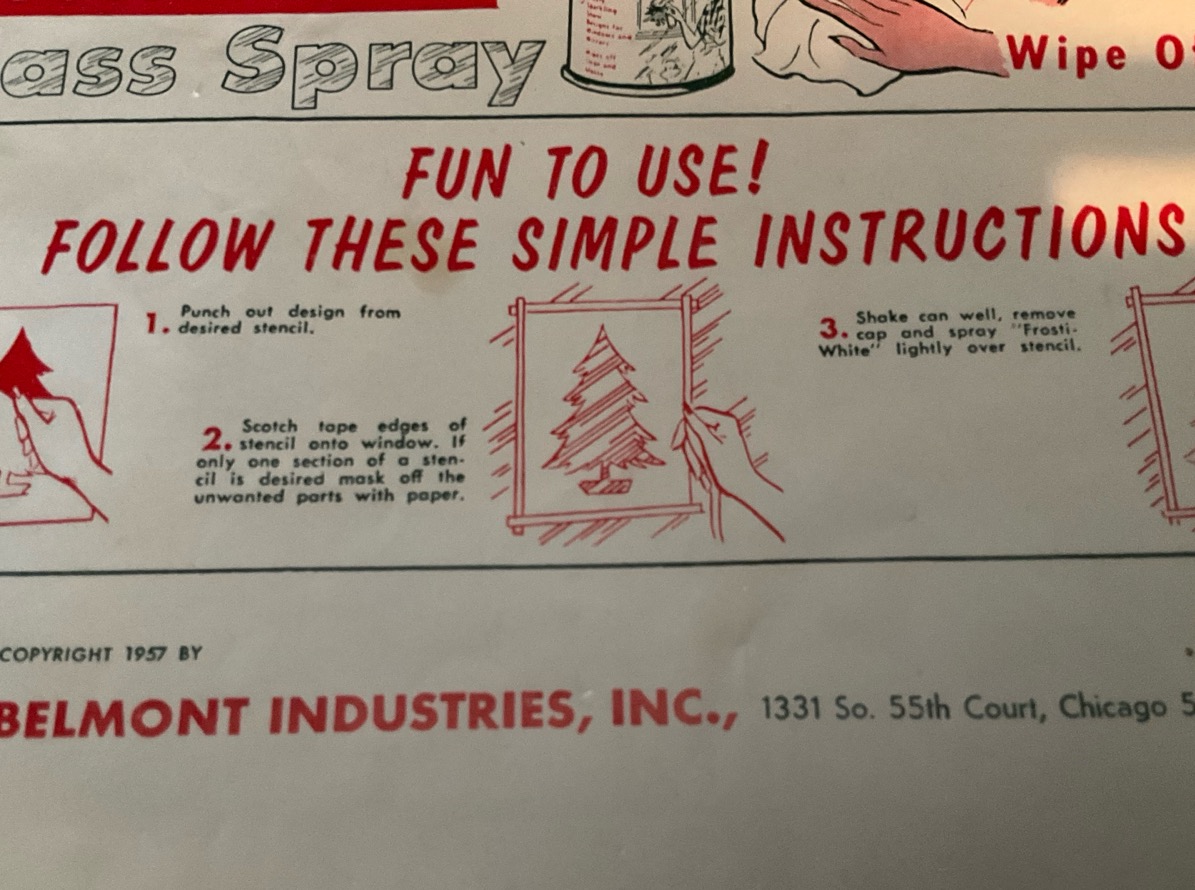 ass Spray
Wipe O
FUN TO USE!
FOLLOW THESE SIMPLE INSTRUCTIONS
1. Punch out design from
desired stencil.
2. Scotch tape edges of
stencil onto window. If
only one section of a sten-
cil is desired mask off the
unwanted parts with paper.
3. Shake can well, remove
cap and spray "Frosti-
White" lightly over stencil.
COPYRIGHT 1957 BY
BELMONT INDUSTRIES, INC., 1331 So. 55th Court, Chicago 5